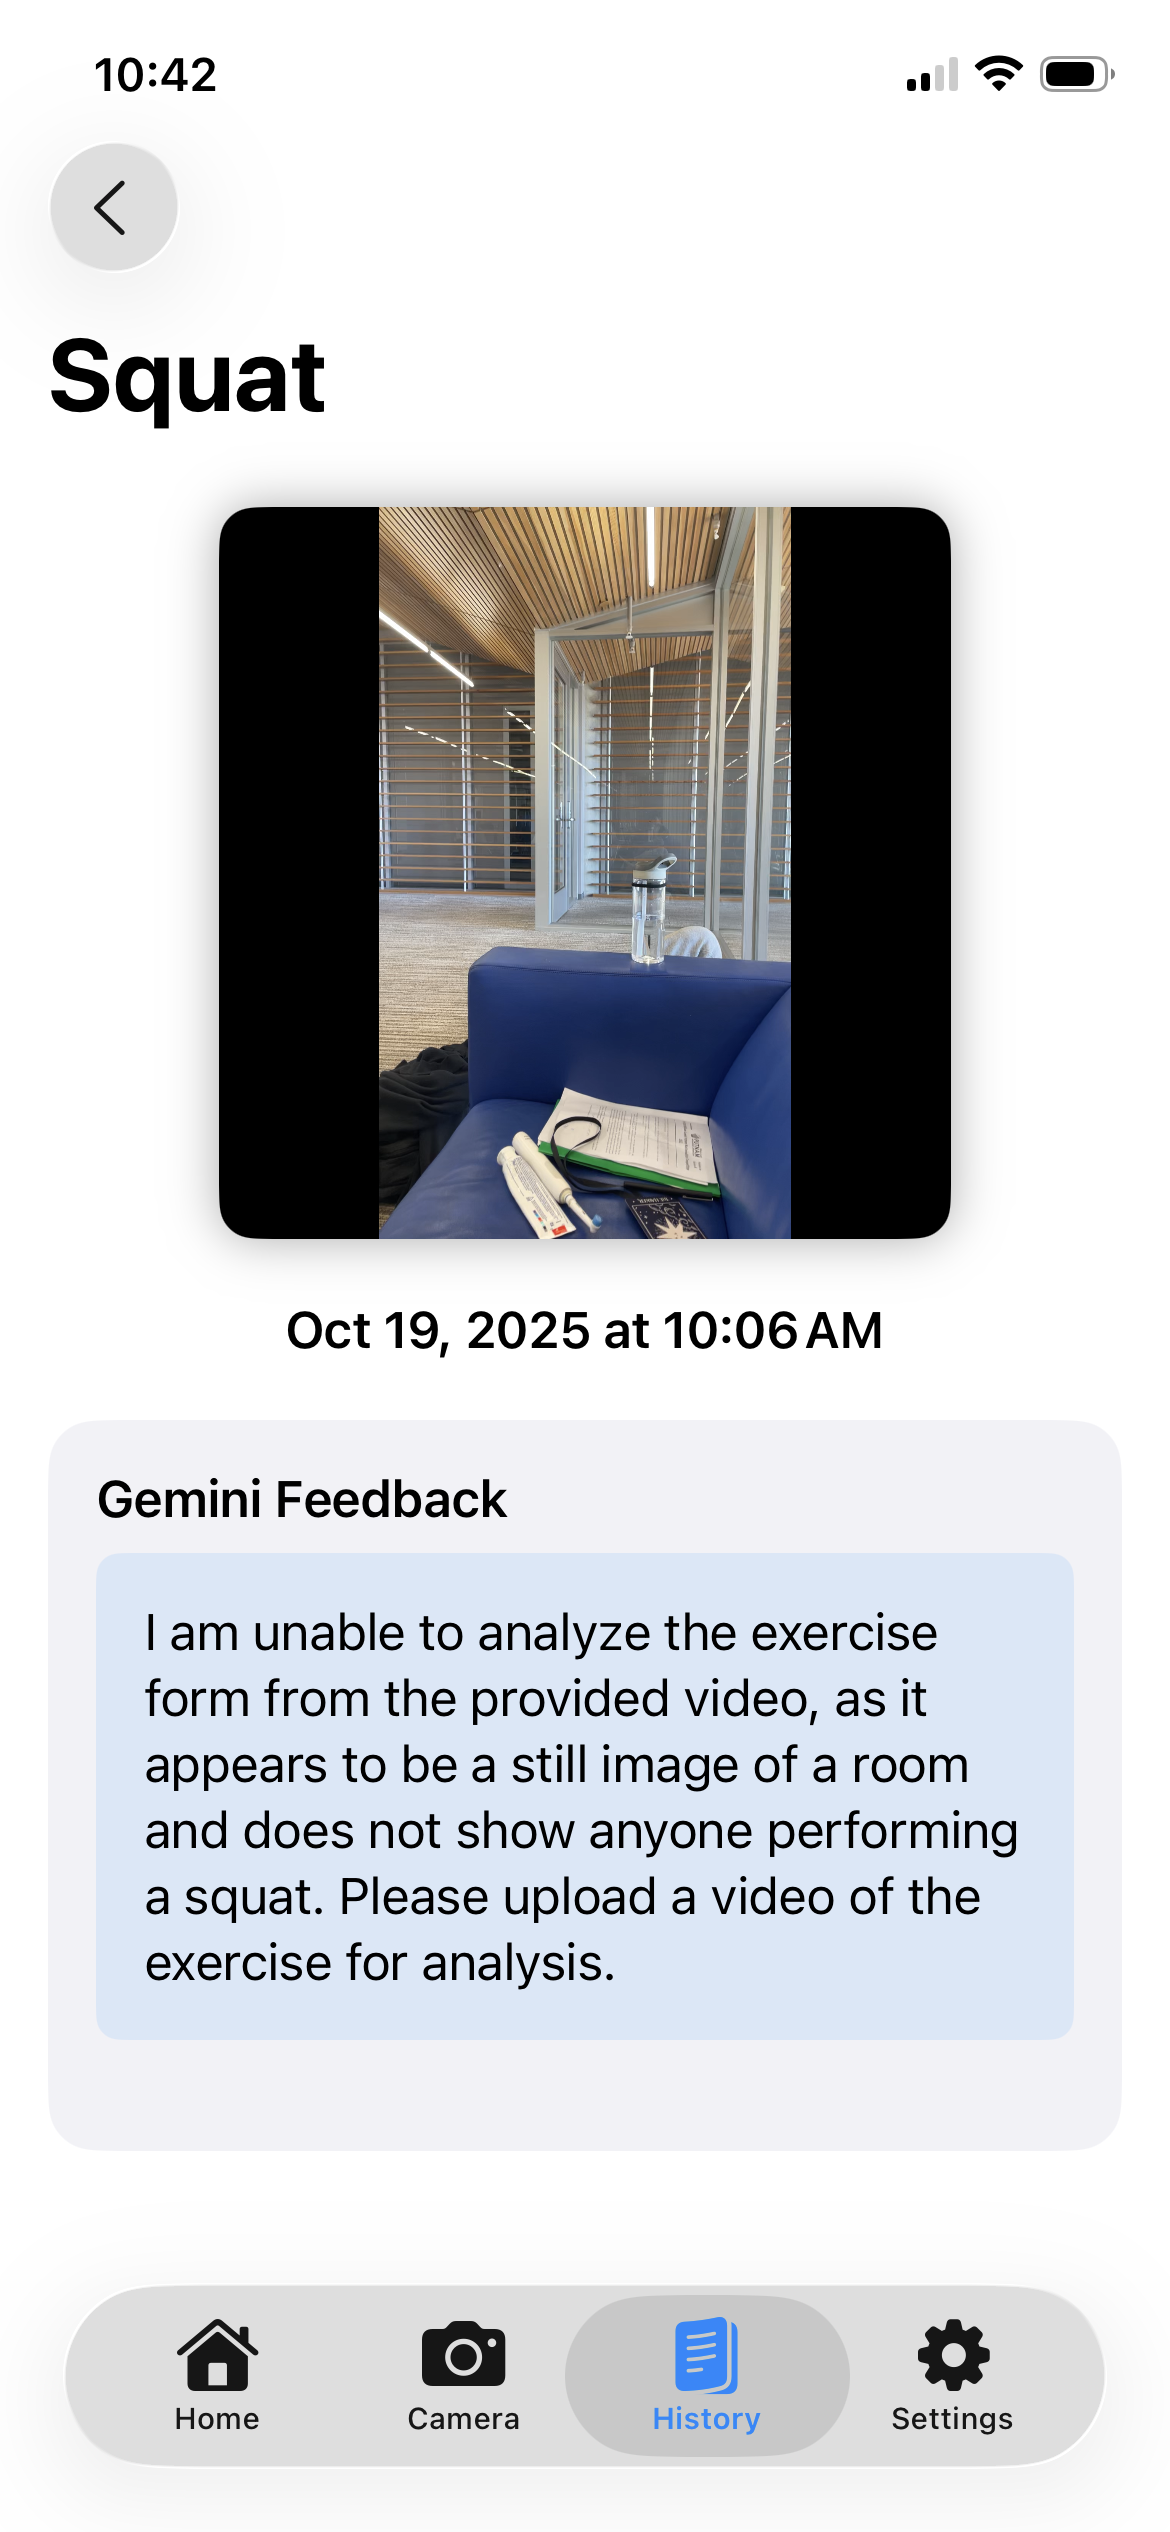 10:42
Squat
Oct 19, 2025 at 10:06 AM
Gemini Feedback
I am unable to analyze the exercise
form from the provided video, as it
appears to be a still image of a room
and does not show anyone performing
a squat. Please upload a video of the
exercise for analysis.
Home
Camera
History
Settings